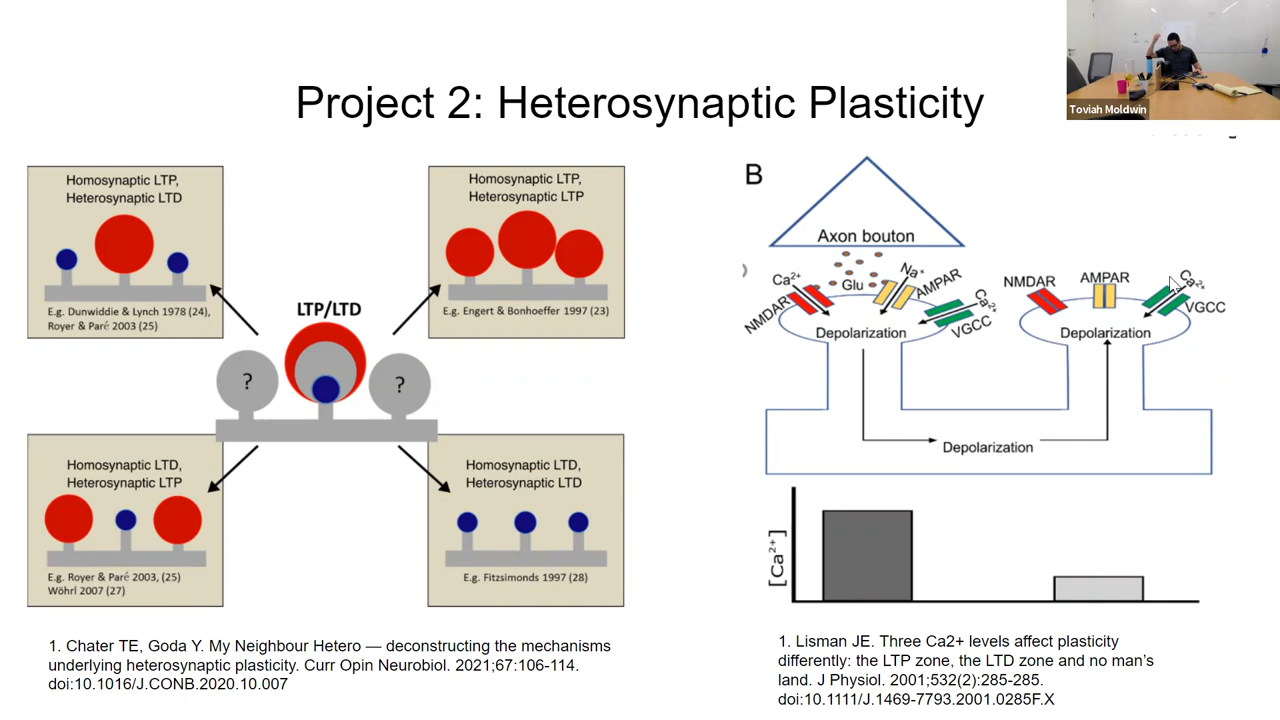 Project 2: Heterosynaptic Plasticity
Toviah Moldwin
Homosynaptic LTP,
Heterosynaptic LTD
E.g. Dunwiddie & Lynch 1978 (24),
Royer & Paré 2003 (25)
Homosynaptic LTP,
Heterosynaptic LTP
E.g. Engert & Bonhoeffer 1997 (23)
LTP/LTD
?
?
Homosynaptic LTD,
Heterosynaptic LTP
E.g. Royer & Paré 2003, (25)
Wöhrl 2007 (27)
Homosynaptic LTD,
Heterosynaptic LTD
E.g. Fitzsimonds 1997 (28)
1. Chater TE, Goda Y. My Neighbour Hetero — deconstructing the mechanisms
underlying heterosynaptic plasticity. Curr Opin Neurobiol. 2021;67:106-114.
doi:10.1016/J.CONB.2020.10.007
B
Axon bouton
Ca²⁺
Glu
Na⁺
NMDAR
AMPAR
Ca²⁺
VGCC
Depolarization
NMDAR
AMPAR
Ca²⁺
VGCC
Depolarization
Depolarization
[Ca²⁺]
1. Lisman JE. Three Ca2+ levels affect plasticity
differently: the LTP zone, the LTD zone and no man's
land. J Physiol. 2001;532(2):285-285.
doi:10.1111/J.1469-7793.2001.0285F.X